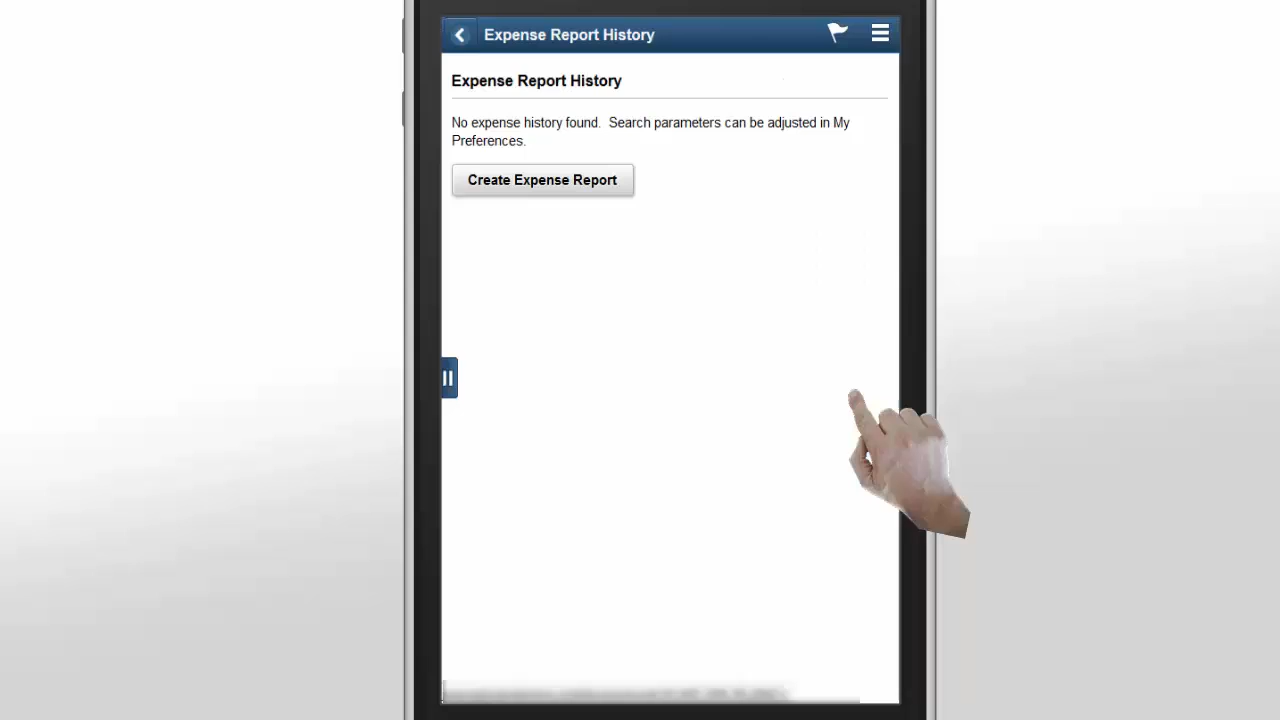 Expense Report History
Expense Report History
No expense history found.  Search parameters can be adjusted in My
Preferences.
Create Expense Report